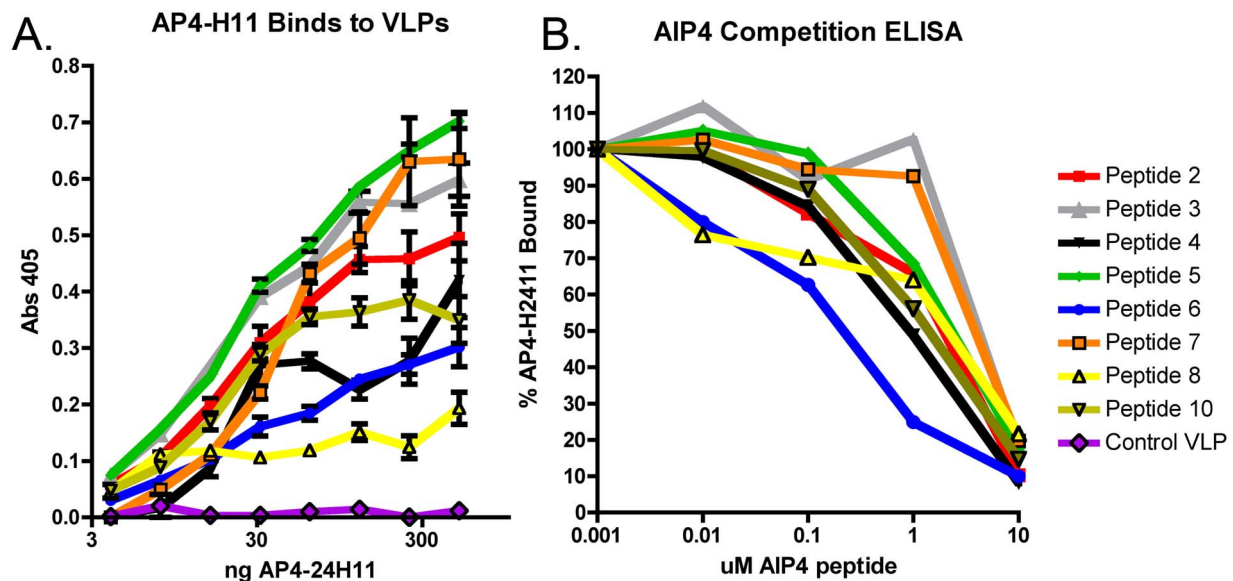 A.
AP4-H11 Binds to VLPs
0.8
0.7
0.6
0.5
0.4
0.3
0.2
0.1
0.0
Abs 405
3
30
300
ng AP4-24H11
B.
AIP4 Competition ELISA
120
110
100
90
80
70
60
50
40
30
20
10
0
% AP4-H2411 Bound
0.001
0.01
0.1
1
10
uM AIP4 peptide
Peptide 2
Peptide 3
Peptide 4
Peptide 5
Peptide 6
Peptide 7
Peptide 8
Peptide 10
Control VLP